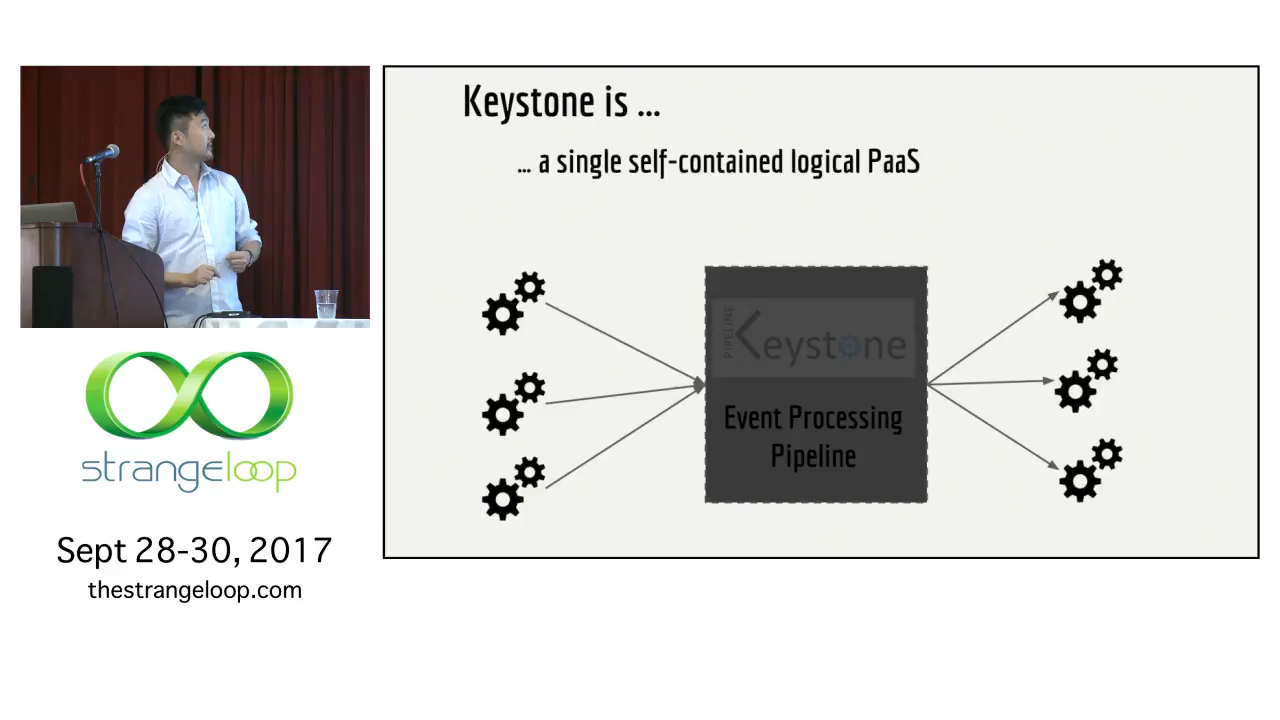 Keystone is ...
... a single self-contained logical PaaS
PIPELINE
Keystone
Event Processing
Pipeline
strangeloop
Sept 28-30, 2017
thestrangeloop.com